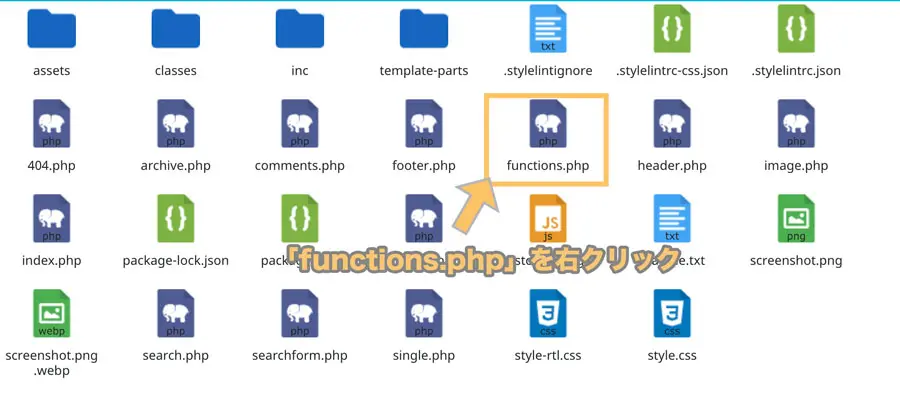 txt
assets
classes
inc
template-parts
.stylelintignore
.stylelintrc-css.json
.stylelintrc.json
php
php
php
php
php
php
php
404.php
archive.php
comments.php
footer.php
functions.php
header.php
image.php
php
php
js
JS
txt
png
index.php
package-lock.json
screenshot.png
「functions.php」を右クリック
webp
php
php
php
css
css
screenshot.png
.webp
search.php
searchform.php
single.php
style-rtl.css
style.css